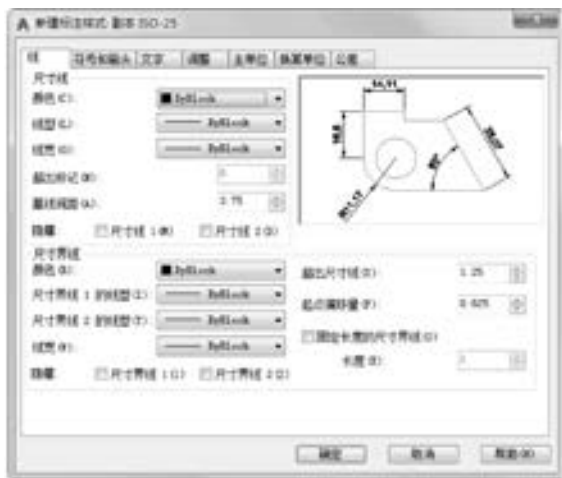 新建标注样式: 副本 ISO-25
线 符号和箭头 文字 调整 主单位 换算单位 公差
尺寸线
颜色(C): ByBlock
线型(L): ByBlock
线宽(G): ByBlock
超出标记(N): 0
基线间距(A): 3.75
隐藏: 尺寸线 1(M) 尺寸线 2(D)
14,11
16,6
R11,17
尺寸界线
颜色(R): ByBlock
尺寸界线 1 的线型(I): ByBlock
尺寸界线 2 的线型(T): ByBlock
线宽(W): ByBlock
隐藏: 尺寸界线 1(1) 尺寸界线 2(2)
超出尺寸线(X): 1.25
起点偏移量(F): 0.625
固定长度的尺寸界线(O)
长度(E): 1
确定 取消 帮助(H)